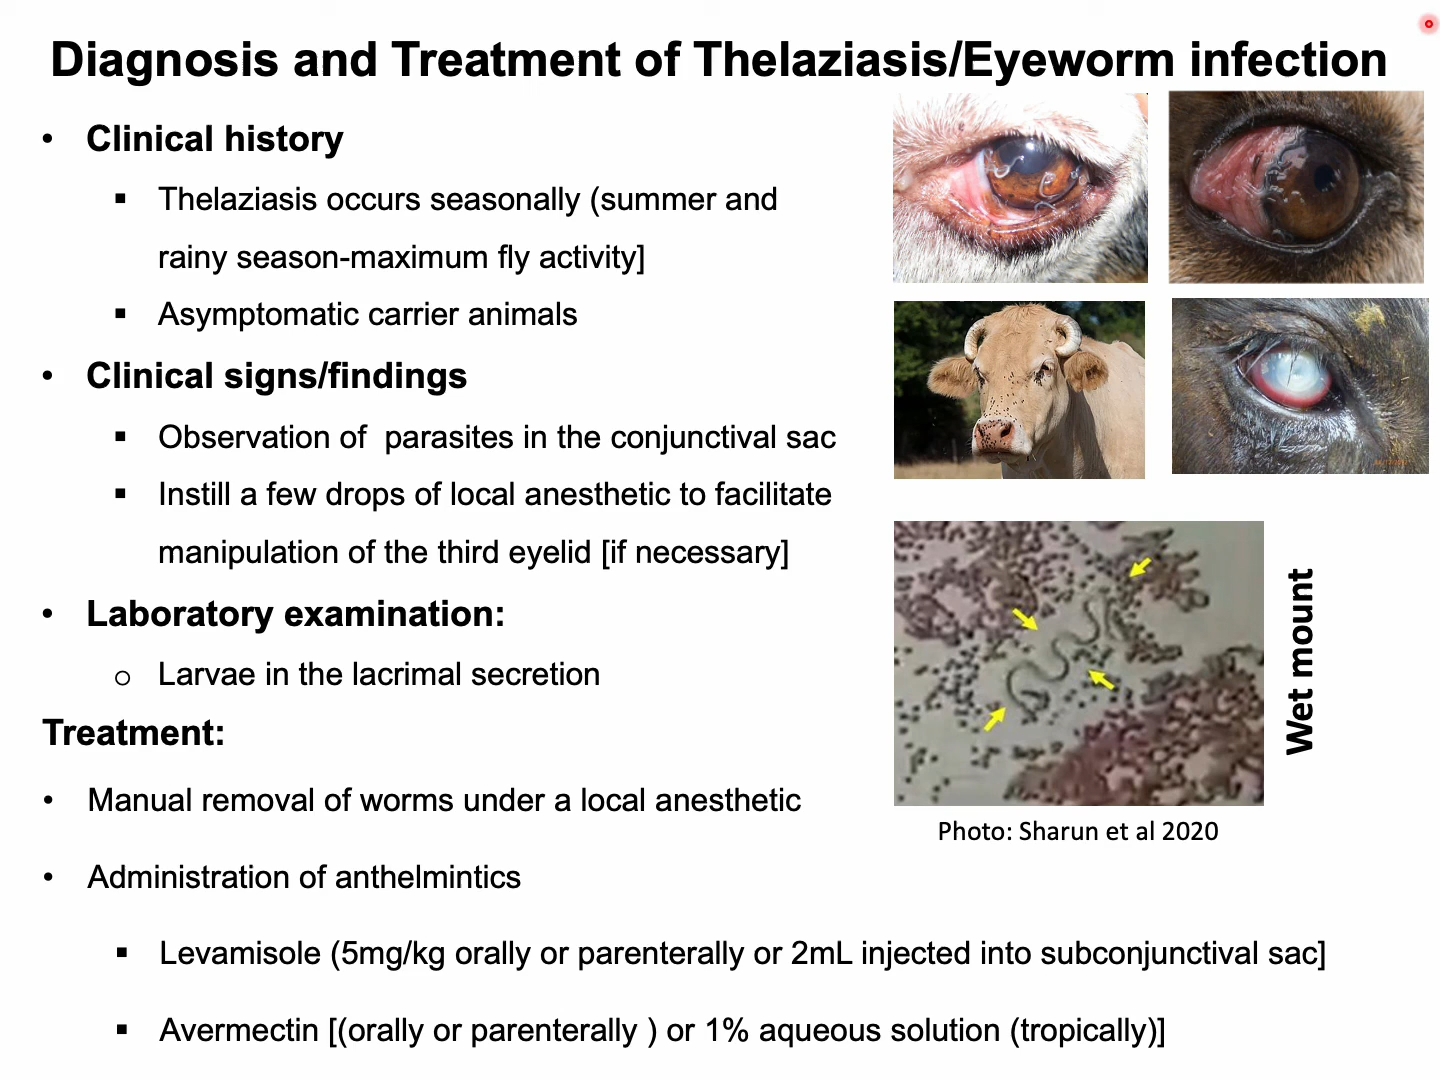 Diagnosis and Treatment of Thelaziasis/Eyeworm infection
• Clinical history
▪ Thelaziasis occurs seasonally (summer and
rainy season-maximum fly activity]
▪ Asymptomatic carrier animals
• Clinical signs/findings
▪ Observation of  parasites in the conjunctival sac
▪ Instill a few drops of local anesthetic to facilitate
manipulation of the third eyelid [if necessary]
• Laboratory examination:
o Larvae in the lacrimal secretion
Treatment:
• Manual removal of worms under a local anesthetic
• Administration of anthelmintics
▪ Levamisole (5mg/kg orally or parenterally or 2mL injected into subconjunctival sac]
▪ Avermectin [(orally or parenterally ) or 1% aqueous solution (tropically)]
Wet mount
Photo: Sharun et al 2020